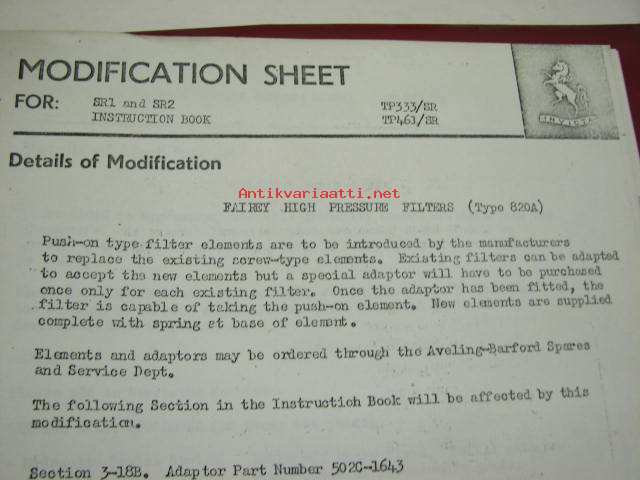 MODIFICATION SHEET
FOR: SR1 and SR2 TP333/SR
INSTRUCTION BOOK TP461/SR
INVICTA
Details of Modification
Antikvariaatti.net
FAIREY HIGH PRESSURE FILTERS (Type 820A)
Push-on type filter elements are to be introduced by the manufacturers
to replace the existing screw-type elements. Existing filters can be adapted
to accept the new elements but a special adaptor will have to be purchased
once only for each existing filter. Once the adaptor has been fitted, the
filter is capable of taking the push-on element. New elements are supplied
complete with spring at base of element.
Elements and adaptors may be ordered through the Aveling-Barford Spares
and Service Dept.
The following Section in the Instruction Book will be affected by this
modification.
Section 3-18B. Adaptor Part Number 502C-1643